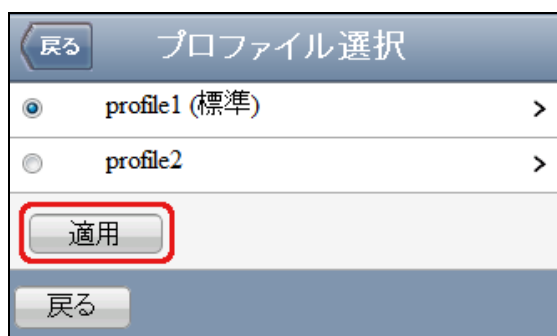 戻る プロファイル選択
profile1 (標準)
profile2
適用
戻る